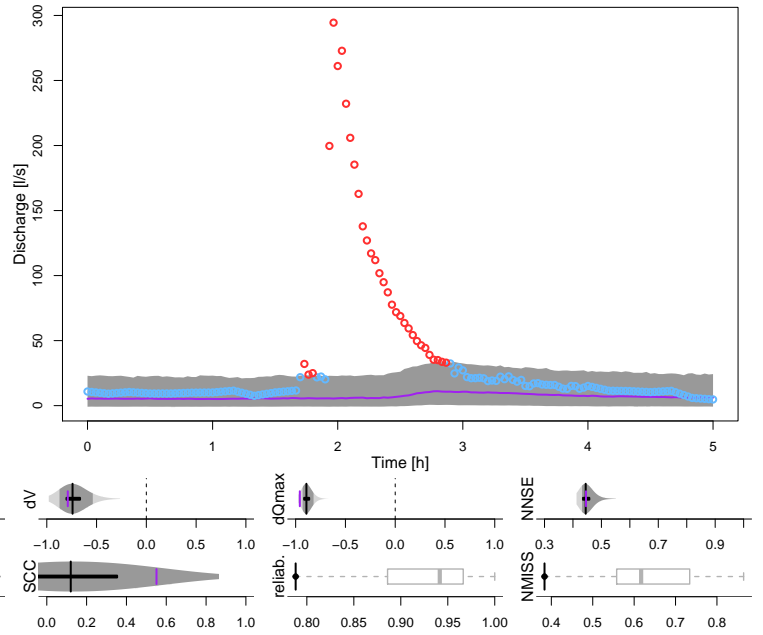 300
250
200
150
100
50
0
Discharge [l/s]
0 1 2 3 4 5
Time [h]
dV
−1.0 −0.5 0.0 0.5 1.0
dQmax
−1.0 −0.5 0.0 0.5 1.0
NNSE
0.3 0.5 0.7 0.9
SCC
0.0 0.2 0.4 0.6 0.8 1.0
reliab.
0.80 0.85 0.90 0.95 1.00
NMISS
0.4 0.5 0.6 0.7 0.8